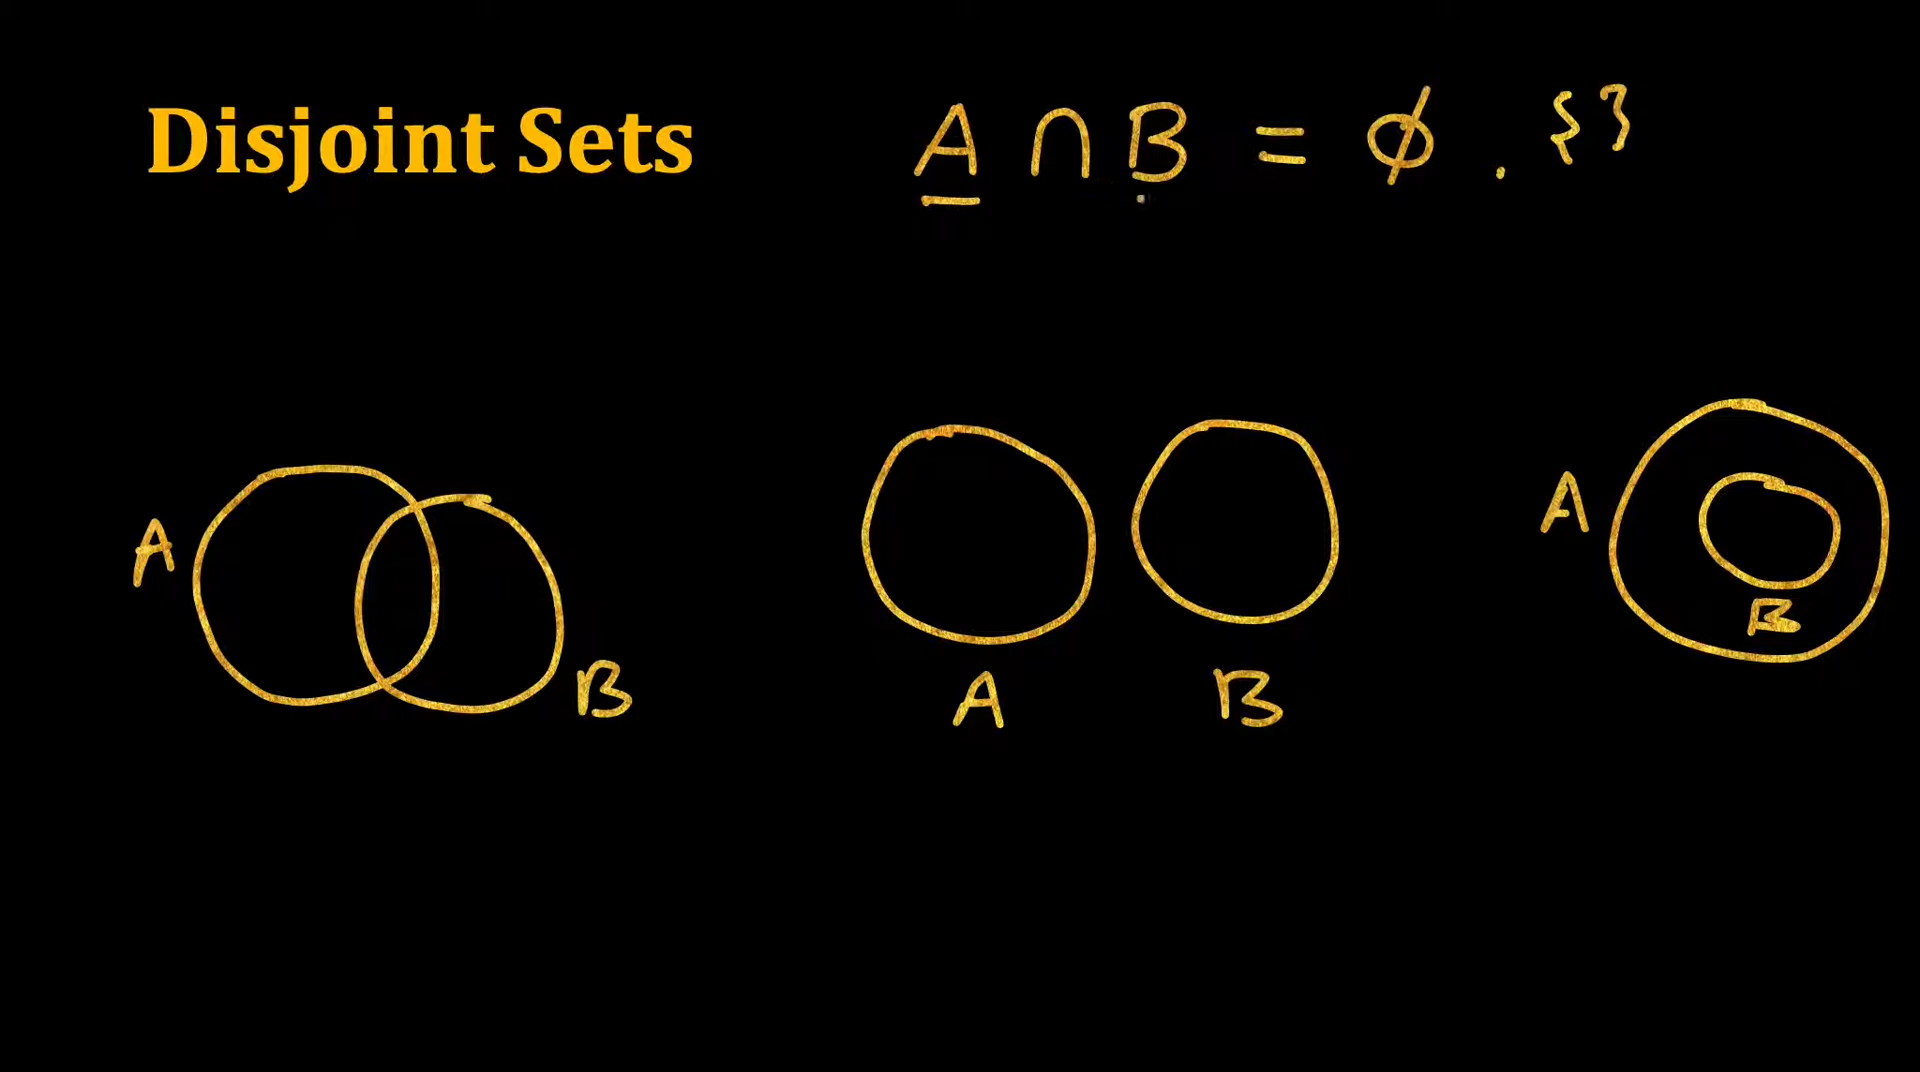 Disjoint Sets
A ∩ B = ϕ . { }
A
B
A
B
A
B